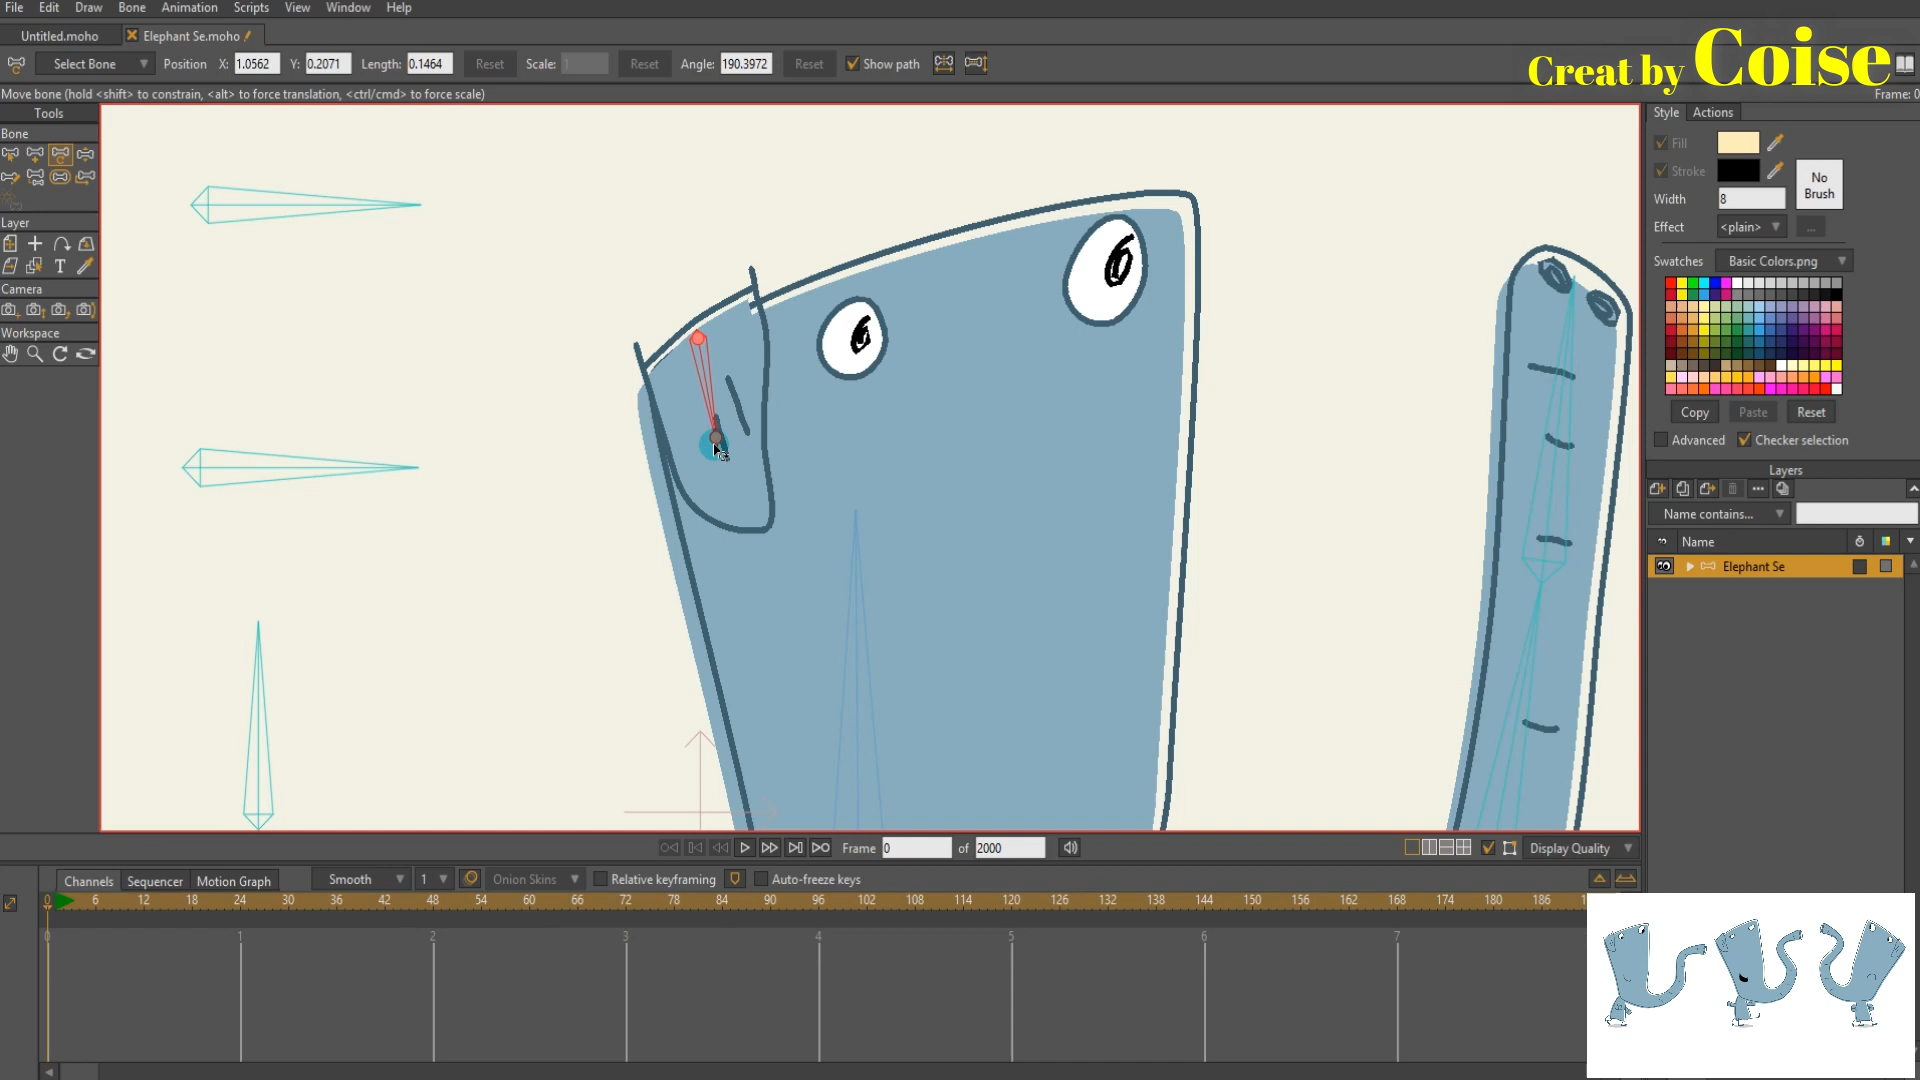 File Edit Draw Bone Animation Scripts View Window Help
Untitled.moho Elephant Se.moho
Creat by Coise
Select Bone Position X: 1.0562 Y: 0.2071 Length: 0.1464 Reset Scale: 1 Reset Angle: 190.3972 Reset Show path
Move bone (hold <shift> to constrain, <alt> to force translation, <ctrl/cmd> to force scale) Frame: 0
Tools
Bone
Layer
T
Camera
Workspace
Style Actions
Fill
Stroke
No Brush
Width 8
Effect <plain> ...
Swatches Basic Colors.png
Copy Paste Reset
Advanced Checker selection
Layers
Name contains...
Name
Elephant Se
Frame 0 of 2000 Display Quality
Channels Sequencer Motion Graph Smooth 1 Onion Skins Relative keyframing Auto-freeze keys
0 6 12 18 24 30 36 42 48 54 60 66 72 78 84 90 96 102 108 114 120 126 132 138 144 150 156 162 168 174 180 186
0 1 2 3 4 5 6 7